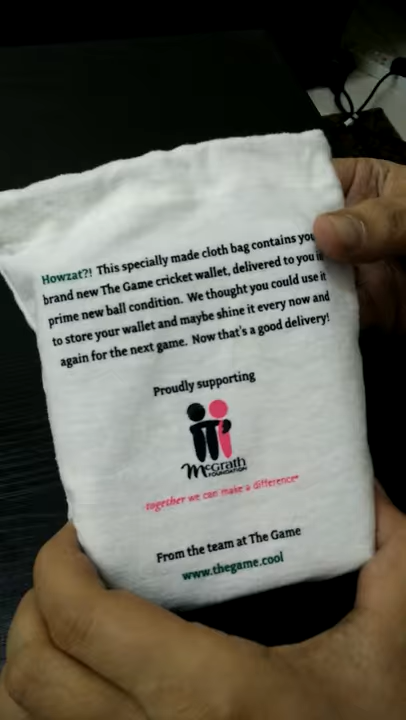 Howzat?! This specially made cloth bag contains you
brand new The Game cricket wallet, delivered to you in
prime new ball condition. We thought you could use it
to store your wallet and maybe shine it every now and
again for the next game. Now that's a good delivery!
Proudly supporting
McGrath
FOUNDATION
together we can make a difference*
From the team at The Game
www.thegame.cool